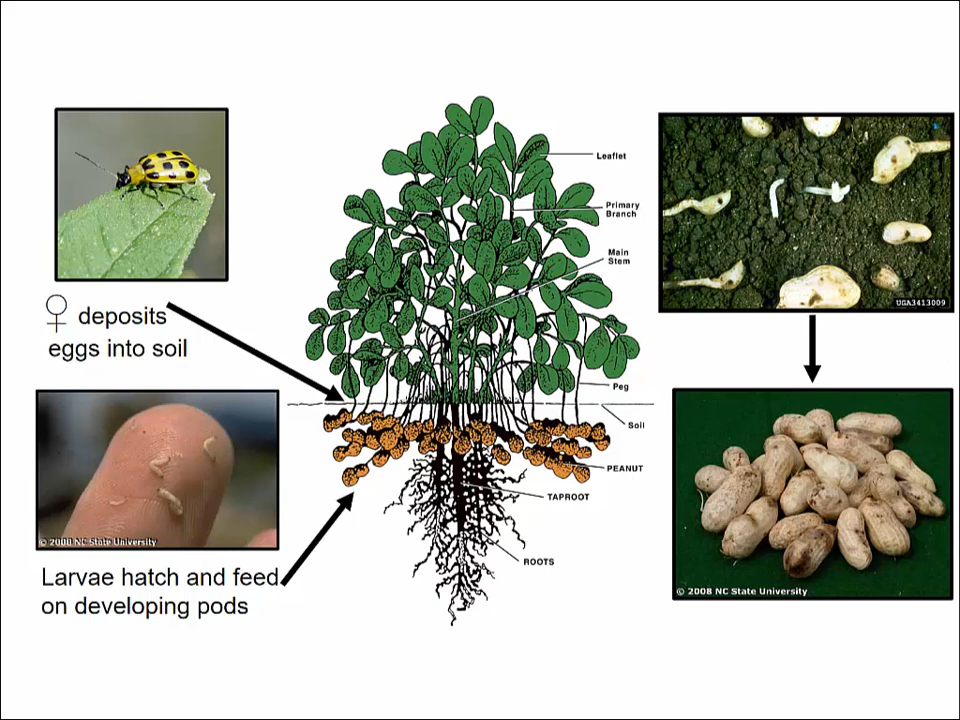 ♀ deposits
eggs into soil
© 2008 NC State University
Larvae hatch and feed
on developing pods
Leaflet
Primary
Branch
Main
Stem
Peg
Soil
PEANUT
TAPROOT
ROOTS
UGA3413009
© 2008 NC State University